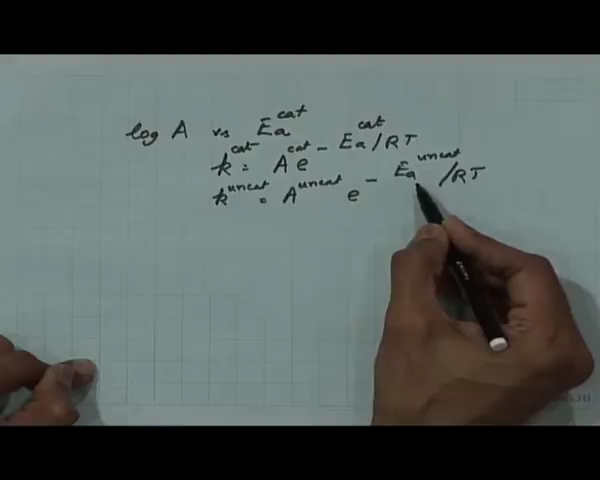 log A vs Ea^cat
k^cat = A^cat e^- Ea^cat/RT
k^uncat = A^uncat e^- Ea^uncat/RT